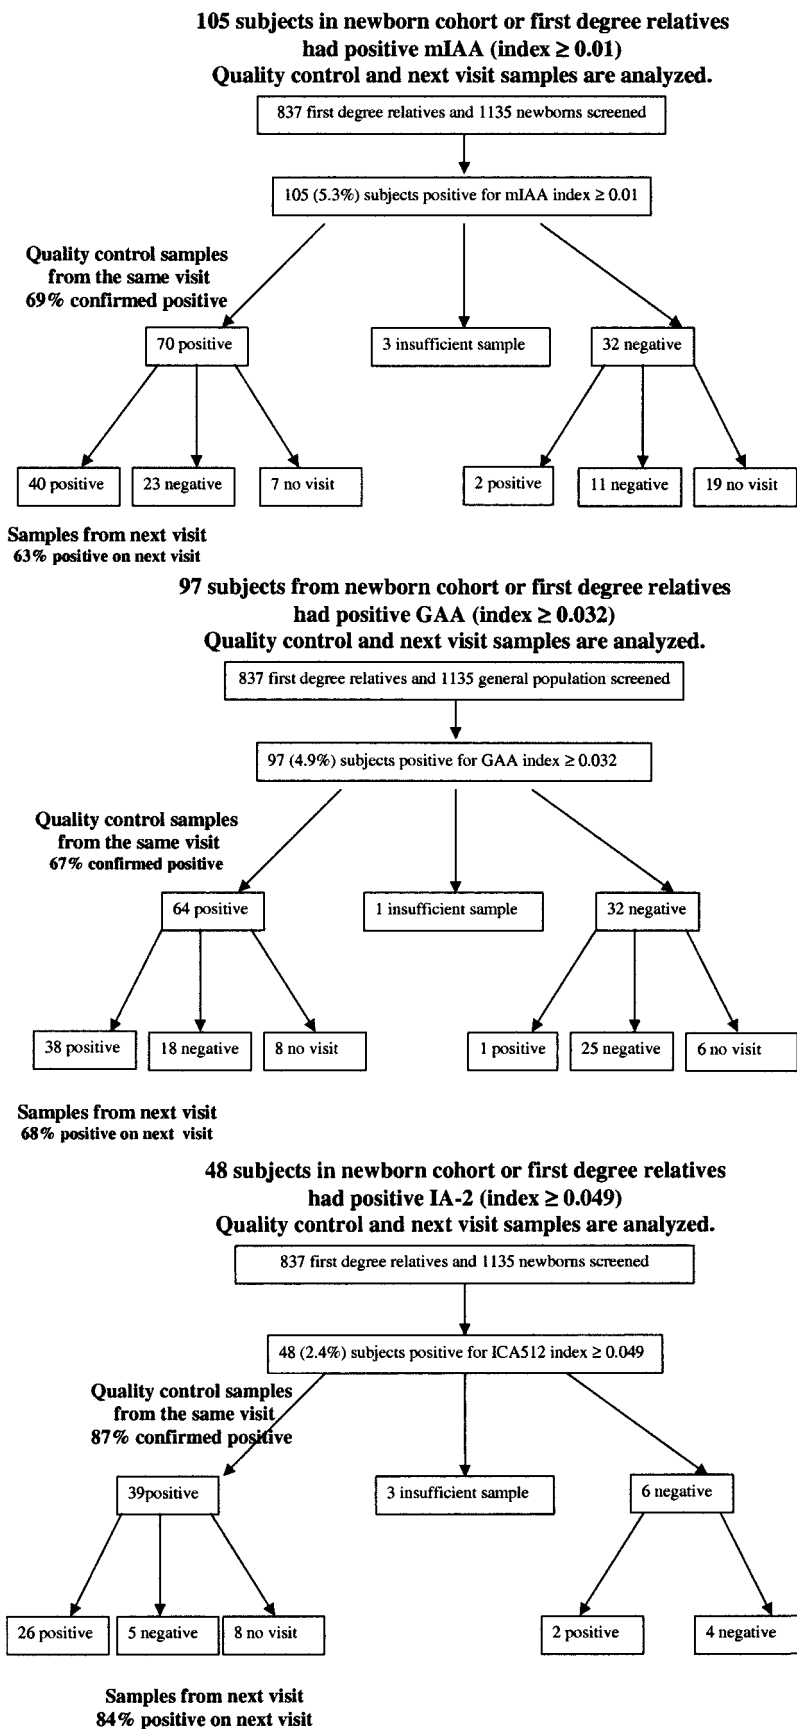 105 subjects in newborn cohort or first degree relatives
had positive mIAA (index ≥ 0.01)
Quality control and next visit samples are analyzed.
837 first degree relatives and 1135 newborns screened
105 (5.3%) subjects positive for mIAA index ≥ 0.01
Quality control samples
from the same visit
69% confirmed positive
70 positive
3 insufficient sample
32 negative
40 positive
23 negative
7 no visit
2 positive
11 negative
19 no visit
Samples from next visit
63% positive on next visit
97 subjects from newborn cohort or first degree relatives
had positive GAA (index ≥ 0.032)
Quality control and next visit samples are analyzed.
837 first degree relatives and 1135 general population screened
97 (4.9%) subjects positive for GAA index ≥ 0.032
Quality control samples
from the same visit
67% confirmed positive
64 positive
1 insufficient sample
32 negative
38 positive
18 negative
8 no visit
1 positive
25 negative
6 no visit
Samples from next visit
68% positive on next visit
48 subjects in newborn cohort or first degree relatives
had positive IA-2 (index ≥ 0.049)
Quality control and next visit samples are analyzed.
837 first degree relatives and 1135 newborns screened
48 (2.4%) subjects positive for ICA512 index ≥ 0.049
Quality control samples
from the same visit
87% confirmed positive
39positive
3 insufficient sample
6 negative
26 positive
5 negative
8 no visit
2 positive
4 negative
Samples from next visit
84% positive on next visit